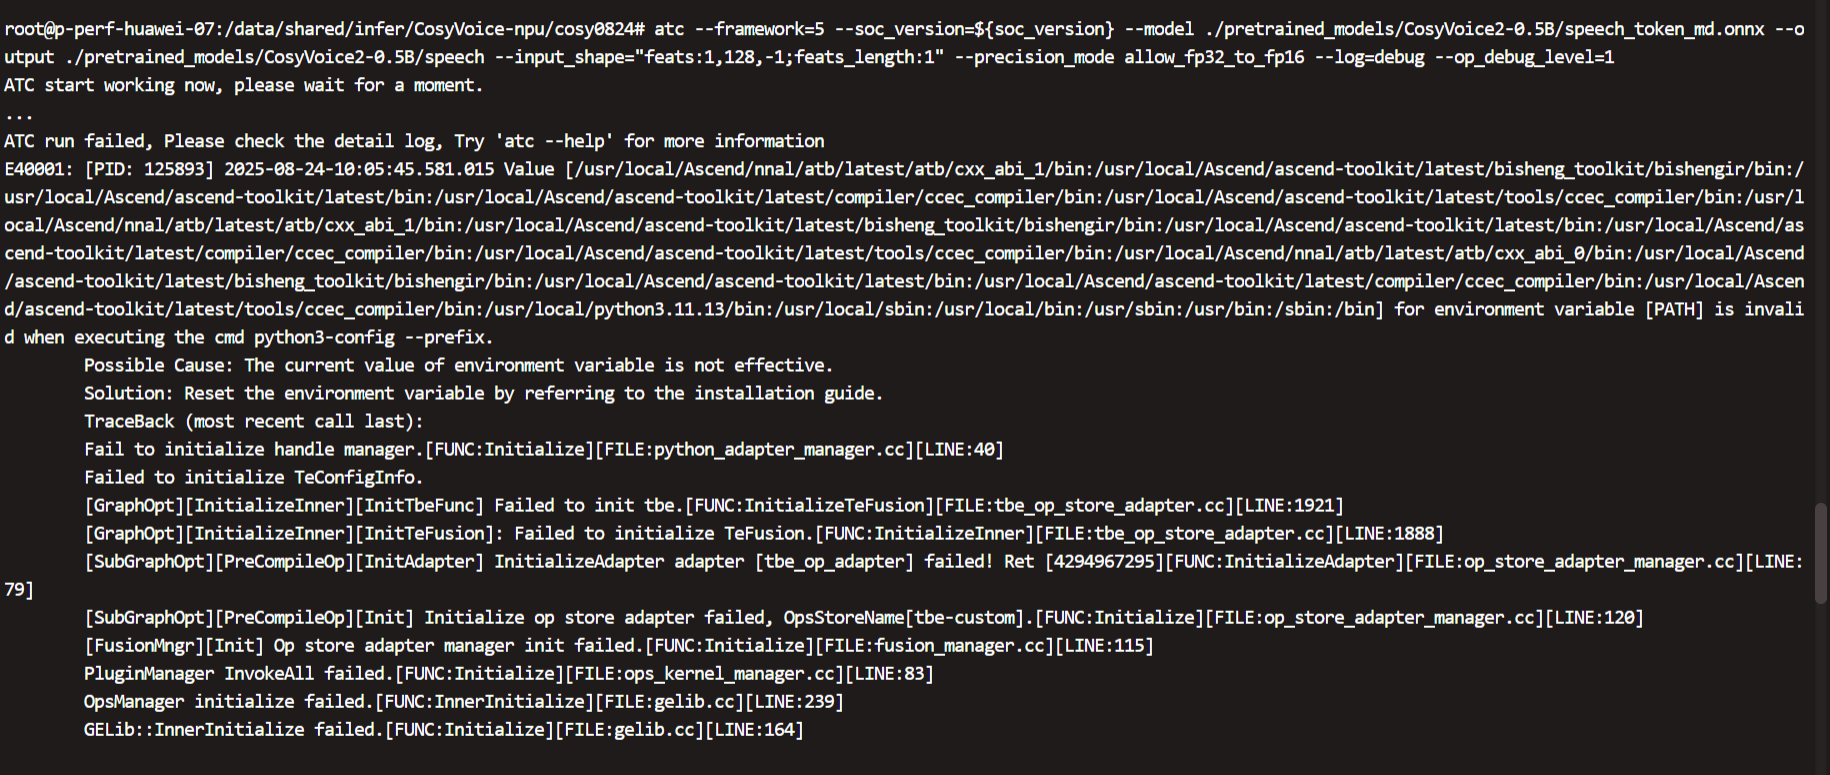 root@p-perf-huawei-07:/data/shared/infer/CosyVoice-npu/cosy0824# atc --framework=5 --soc_version=${soc_version} --model ./pretrained_models/CosyVoice2-0.5B/speech_token_md.onnx --o
utput ./pretrained_models/CosyVoice2-0.5B/speech --input_shape="feats:1,128,-1;feats_length:1" --precision_mode allow_fp32_to_fp16 --log=debug --op_debug_level=1
ATC start working now, please wait for a moment.
...
ATC run failed, Please check the detail log, Try 'atc --help' for more information
E40001: [PID: 125893] 2025-08-24-10:05:45.581.015 Value [/usr/local/Ascend/nnal/atb/latest/atb/cxx_abi_1/bin:/usr/local/Ascend/ascend-toolkit/latest/bisheng_toolkit/bishengir/bin:/
usr/local/Ascend/ascend-toolkit/latest/bin:/usr/local/Ascend/ascend-toolkit/latest/compiler/ccec_compiler/bin:/usr/local/Ascend/ascend-toolkit/latest/tools/ccec_compiler/bin:/usr/l
ocal/Ascend/nnal/atb/latest/atb/cxx_abi_1/bin:/usr/local/Ascend/ascend-toolkit/latest/bisheng_toolkit/bishengir/bin:/usr/local/Ascend/ascend-toolkit/latest/bin:/usr/local/Ascend/as
cend-toolkit/latest/compiler/ccec_compiler/bin:/usr/local/Ascend/ascend-toolkit/latest/tools/ccec_compiler/bin:/usr/local/Ascend/nnal/atb/latest/atb/cxx_abi_0/bin:/usr/local/Ascend
/ascend-toolkit/latest/bisheng_toolkit/bishengir/bin:/usr/local/Ascend/ascend-toolkit/latest/bin:/usr/local/Ascend/ascend-toolkit/latest/compiler/ccec_compiler/bin:/usr/local/Ascen
d/ascend-toolkit/latest/tools/ccec_compiler/bin:/usr/local/python3.11.13/bin:/usr/local/sbin:/usr/local/bin:/usr/sbin:/usr/bin:/sbin:/bin] for environment variable [PATH] is invali
d when executing the cmd python3-config --prefix.
Possible Cause: The current value of environment variable is not effective.
Solution: Reset the environment variable by referring to the installation guide.
TraceBack (most recent call last):
Fail to initialize handle manager.[FUNC:Initialize][FILE:python_adapter_manager.cc][LINE:40]
Failed to initialize TeConfigInfo.
[GraphOpt][InitializeInner][InitTbeFunc] Failed to init tbe.[FUNC:InitializeTeFusion][FILE:tbe_op_store_adapter.cc][LINE:1921]
[GraphOpt][InitializeInner][InitTeFusion]: Failed to initialize TeFusion.[FUNC:InitializeInner][FILE:tbe_op_store_adapter.cc][LINE:1888]
[SubGraphOpt][PreCompileOp][InitAdapter] InitializeAdapter adapter [tbe_op_adapter] failed! Ret [4294967295][FUNC:InitializeAdapter][FILE:op_store_adapter_manager.cc][LINE:
79]
[SubGraphOpt][PreCompileOp][Init] Initialize op store adapter failed, OpsStoreName[tbe-custom].[FUNC:Initialize][FILE:op_store_adapter_manager.cc][LINE:120]
[FusionMngr][Init] Op store adapter manager init failed.[FUNC:Initialize][FILE:fusion_manager.cc][LINE:115]
PluginManager InvokeAll failed.[FUNC:Initialize][FILE:ops_kernel_manager.cc][LINE:83]
OpsManager initialize failed.[FUNC:InnerInitialize][FILE:gelib.cc][LINE:239]
GELib::InnerInitialize failed.[FUNC:Initialize][FILE:gelib.cc][LINE:164]